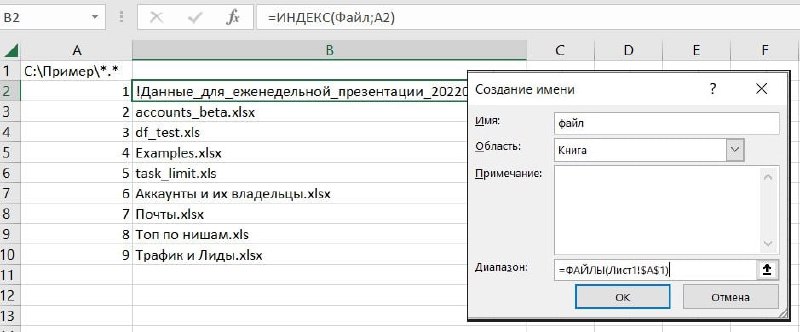 B2
=ИНДЕКС(Файл;A2)
A B C D E F
1 C:\Пример\*.*
2 1 !Данные_для_еженедельной_презентации_2022
3 2 accounts_beta.xlsx
4 3 df_test.xls
5 4 Examples.xlsx
6 5 task_limit.xls
7 6 Аккаунты и их владельцы.xlsx
8 7 Почты.xlsx
9 8 Топ по нишам.xls
10 9 Трафик и Лиды.xlsx
11
12
13
Создание имени ?
Имя: файл
Область: Книга
Примечание:
Диапазон: =ФАЙЛЫ(Лист1!$A$1)
OK Отмена